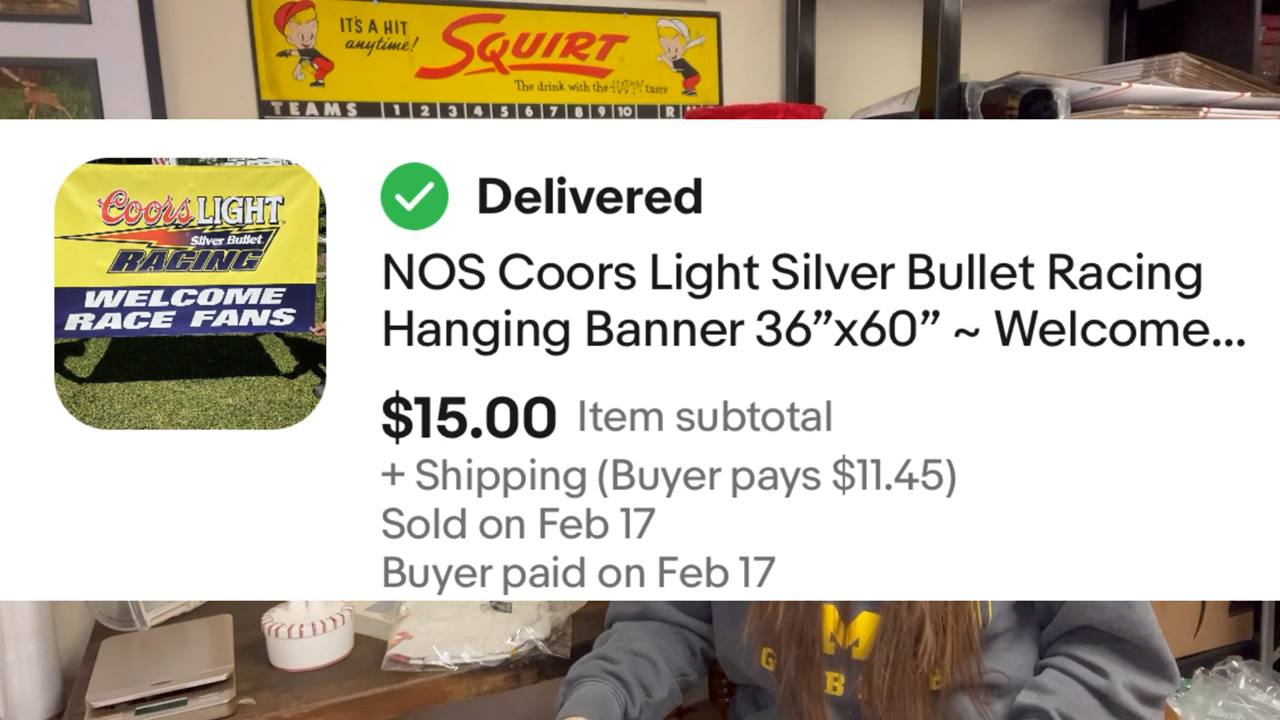 IT'S A HIT
anytime!
SQUIRT
The drink with the HAPPY taste
TEAMS 1 2 3 4 5 6 7 8 9 10 R
Coors LIGHT
Silver Bullet
RACING
WELCOME
RACE FANS
Delivered
NOS Coors Light Silver Bullet Racing
Hanging Banner 36”x60” ~ Welcome...
$15.00 Item subtotal
+ Shipping (Buyer pays $11.45)
Sold on Feb 17
Buyer paid on Feb 17
M